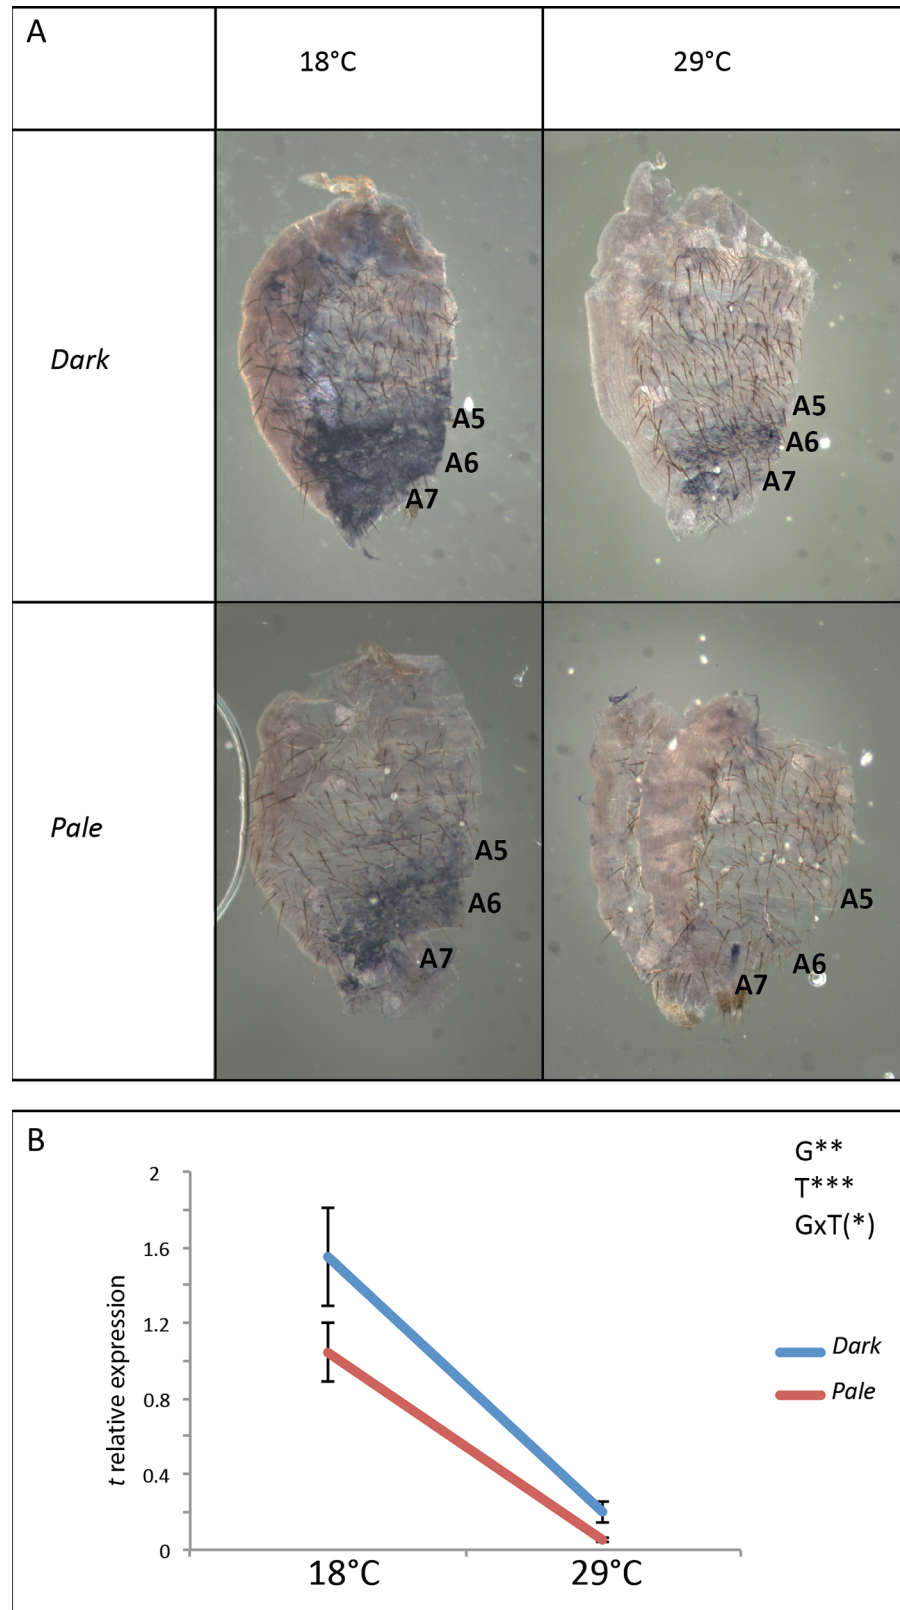 A
18°C
29°C
Dark
A5
A6
A7
A5
A6
A7
Pale
A5
A6
A7
A5
A6
A7
B
G**
T***
GxT(*)
2
1.6
1.2
0.8
0.4
0
t relative expression
18°C
29°C
Dark
Pale